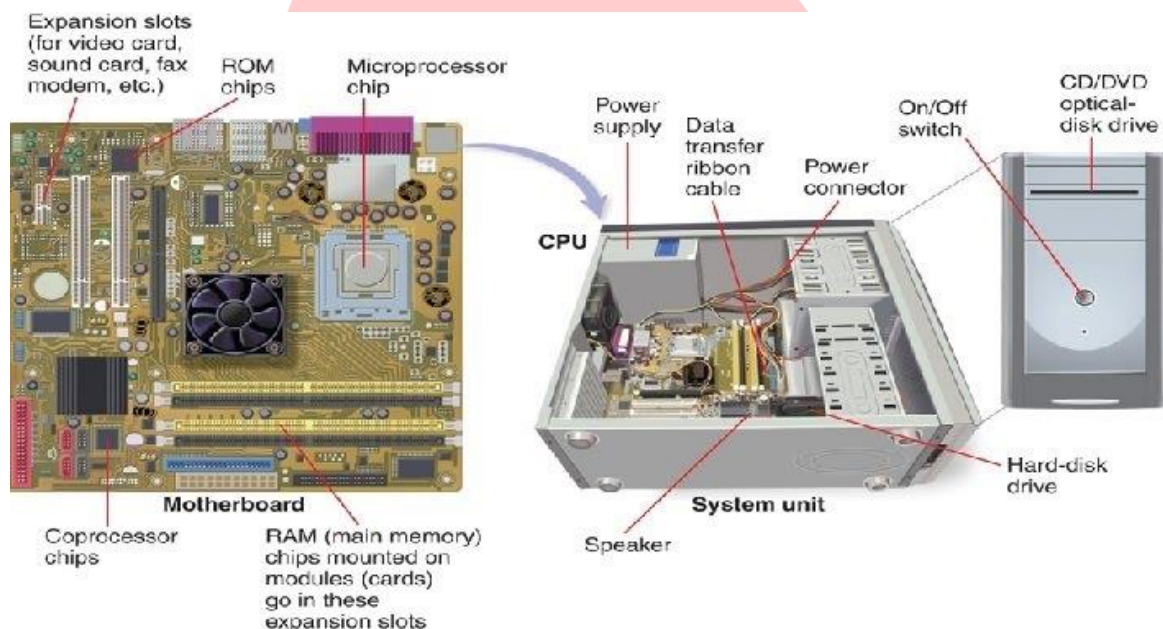 Expansion slots
(for video card,
sound card, fax
modem, etc.)
ROM
chips
Microprocessor
chip
Motherboard
Coprocessor
chips
RAM (main memory)
chips mounted on
modules (cards)
go in these
expansion slots
CPU
Power
supply
Data
transfer
ribbon
cable
Power
connector
On/Off
switch
CD/DVD
optical-
disk drive
System unit
Speaker
Hard-disk
drive